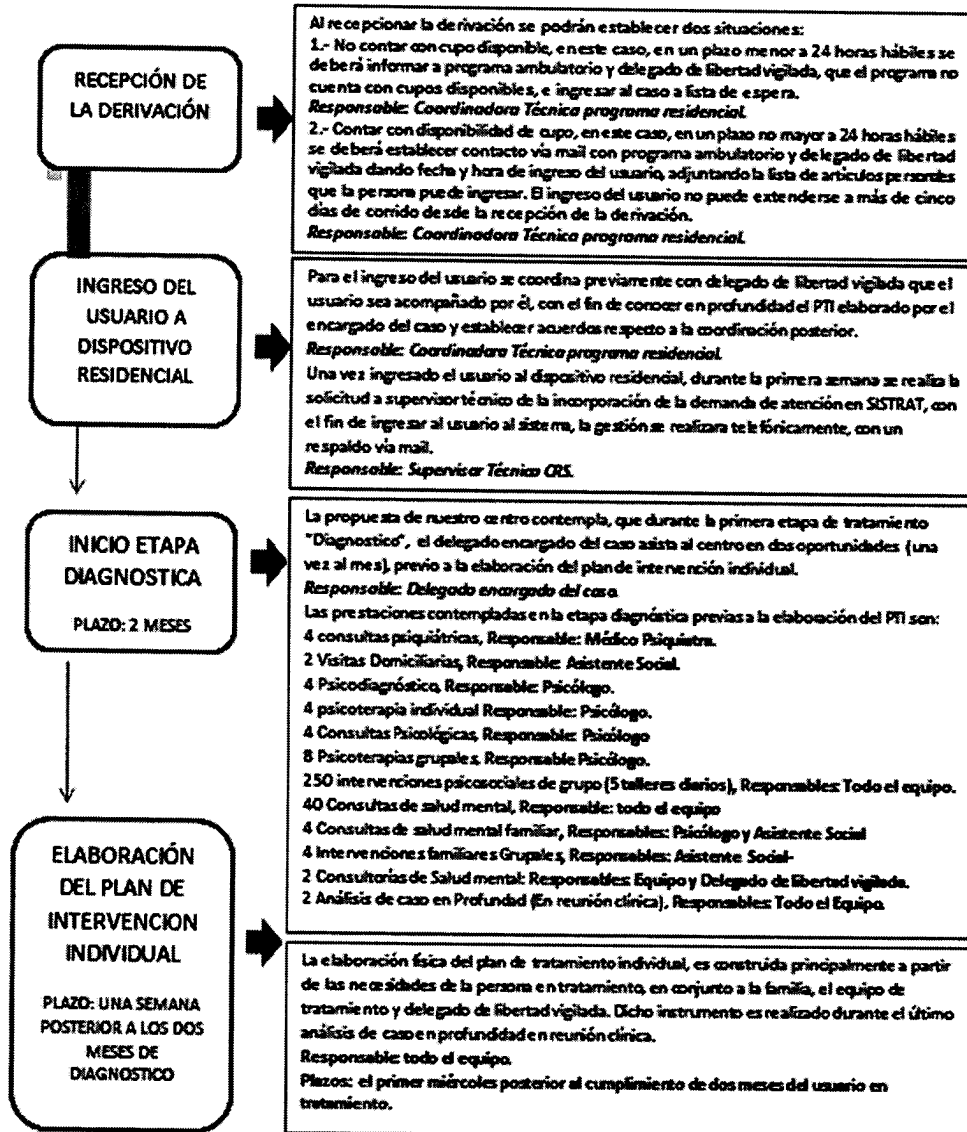 RECEPCIÓN DE
LA DERIVACIÓN
Al recepcionar la derivación se podrán establecer dos situaciones:
1.- No contar con cupo disponible, en este caso, en un plazo menor a 24 horas hábiles se
deberá informar a programa ambulatorio y delegado de libertad vigilada, que el programa no
cuenta con cupos disponibles, e ingresar al caso a lista de espera.
Responsable: Coordinadora Técnica programa residencial.
2.- Contar con disponibilidad de cupo, en este caso, en un plazo no mayor a 24 horas hábiles
se deberá establecer contacto vía mail con programa ambulatorio y delegado de libertad
vigilada dando fecha y hora de ingreso del usuario, adjuntando la lista de artículos personales
que la persona puede ingresar. El ingreso del usuario no puede extenderse a más de cinco
días de corrido desde la recepción de la derivación.
Responsable: Coordinadora Técnica programa residencial.
INGRESO DEL
USUARIO A
DISPOSITIVO
RESIDENCIAL
Para el ingreso del usuario se coordina previamente con delegado de libertad vigilada que el
usuario sea acompañado por él, con el fin de conocer en profundidad el PTI elaborado por el
encargado del caso y establecer acuerdos respecto a la coordinación posterior.
Responsable: Coordinadora Técnica programa residencial.
Una vez ingresado el usuario al dispositivo residencial, durante la primera semana se realiza la
solicitud a supervisor técnico de la incorporación de la demanda de atención en SISTRAT, con
el fin de ingresar al usuario al sistema, la gestión se realizara telefónicamente, con un
respaldo vía mail.
Responsable: Supervisor Técnico CRS.
INICIO ETAPA
DIAGNOSTICA
PLAZO: 2 MESES
La propuesta de nuestro centro contempla, que durante la primera etapa de tratamiento
"Diagnostico", el delegado encargado del caso asista al centro en dos oportunidades (una
vez al mes), previo a la elaboración del plan de intervención individual.
Responsable: Delegado encargado del caso.
Las prestaciones contempladas en la etapa diagnóstica previas a la elaboración del PTI son:
4 consultas psiquiátricas, Responsable: Médico Psiquiatra.
2 Visitas Domiciliarias, Responsable: Asistente Social.
4 Psicodiagnóstico, Responsable: Psicólogo.
4 psicoterapia individual Responsable: Psicólogo.
4 Consultas Psicológicas, Responsable: Psicólogo
8 Psicoterapias grupales, Responsable Psicólogo.
250 intervenciones psicosociales de grupo (5 talleres diarios), Responsables: Todo el equipo.
40 Consultas de salud mental, Responsable: todo el equipo
4 Consultas de salud mental familiar, Responsables: Psicólogo y Asistente Social
4 Intervenciones familiares Grupales, Responsables: Asistente Social-
2 Consultorías de Salud mental: Responsables: Equipo y Delegado de libertad vigilada.
2 Análisis de caso en Profundad (En reunión clínica), Responsables: Todo el Equipo.
ELABORACIÓN
DEL PLAN DE
INTERVENCION
INDIVIDUAL
PLAZO: UNA SEMANA
POSTERIOR A LOS DOS
MESES DE
DIAGNOSTICO
La elaboración física del plan de tratamiento individual, es construida principalmente a partir
de las necesidades de la persona en tratamiento, en conjunto a la familia, el equipo de
tratamiento y delegado de libertad vigilada. Dicho instrumento es realizado durante el último
análisis de caso en profundidad en reunión clínica.
Responsable: todo el equipo.
Plazos: el primer miércoles posterior al cumplimiento de dos meses del usuario en
tratamiento.